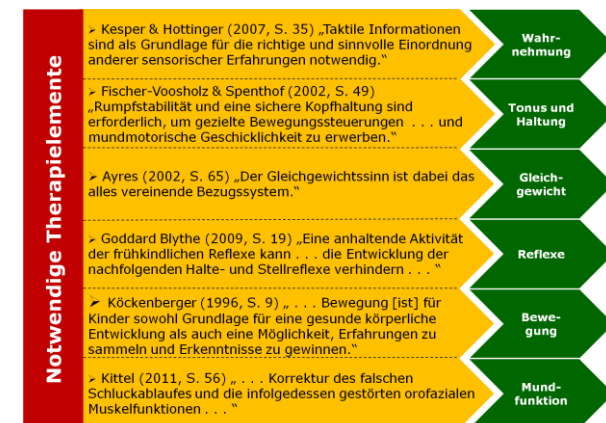 Notwendige Therapielemente
➢ Kesper & Hottinger (2007, S. 35) „Taktile Informationen
sind als Grundlage für die richtige und sinnvolle Einordnung
anderer sensorischer Erfahrungen notwendig.“
Wahr-
nehmung
➢ Fischer-Voosholz & Spenthof (2002, S. 49)
„Rumpfstabilität und eine sichere Kopfhaltung sind
erforderlich, um gezielte Bewegungssteuerungen . . . und
mundmotorische Geschicklichkeit zu erwerben.“
Tonus und
Haltung
➢ Ayres (2002, S. 65) „Der Gleichgewichtssinn ist dabei das
alles vereinende Bezugssystem.“
Gleich-
gewicht
➢ Goddard Blythe (2009, S. 19) „Eine anhaltende Aktivität
der frühkindlichen Reflexe kann . . . die Entwicklung der
nachfolgenden Halte- und Stellreflexe verhindern . . . “
Reflexe
➢ Köckenberger (1996, S. 9) „ . . . Bewegung [ist] für
Kinder sowohl Grundlage für eine gesunde körperliche
Entwicklung als auch eine Möglichkeit, Erfahrungen zu
sammeln und Erkenntnisse zu gewinnen.“
Bewe-
gung
➢ Kittel (2011, S. 56) „ . . . Korrektur des falschen
Schluckablaufes und die infolgedessen gestörten orofazialen
Muskelfunktionen . . . “
Mund-
funktion